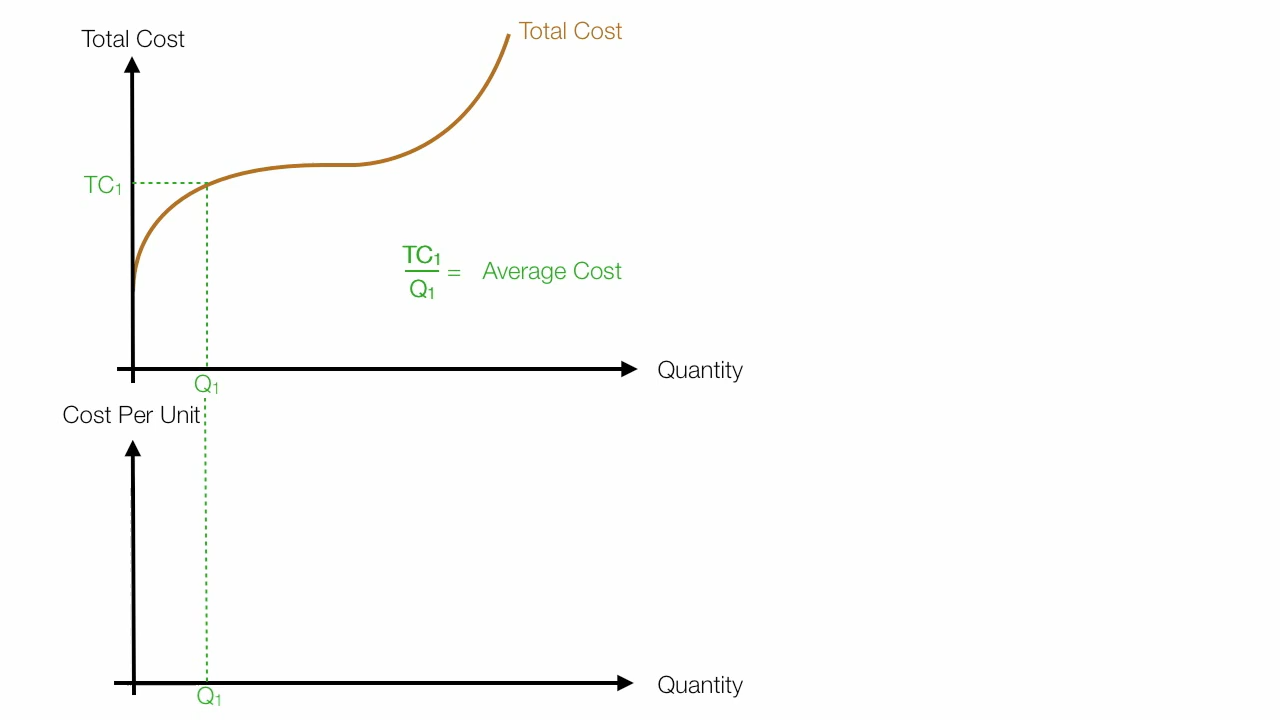 Total Cost
Total Cost
TC₁
TC₁
Q₁
= Average Cost
Quantity
Q₁
Cost Per Unit
Quantity
Q₁